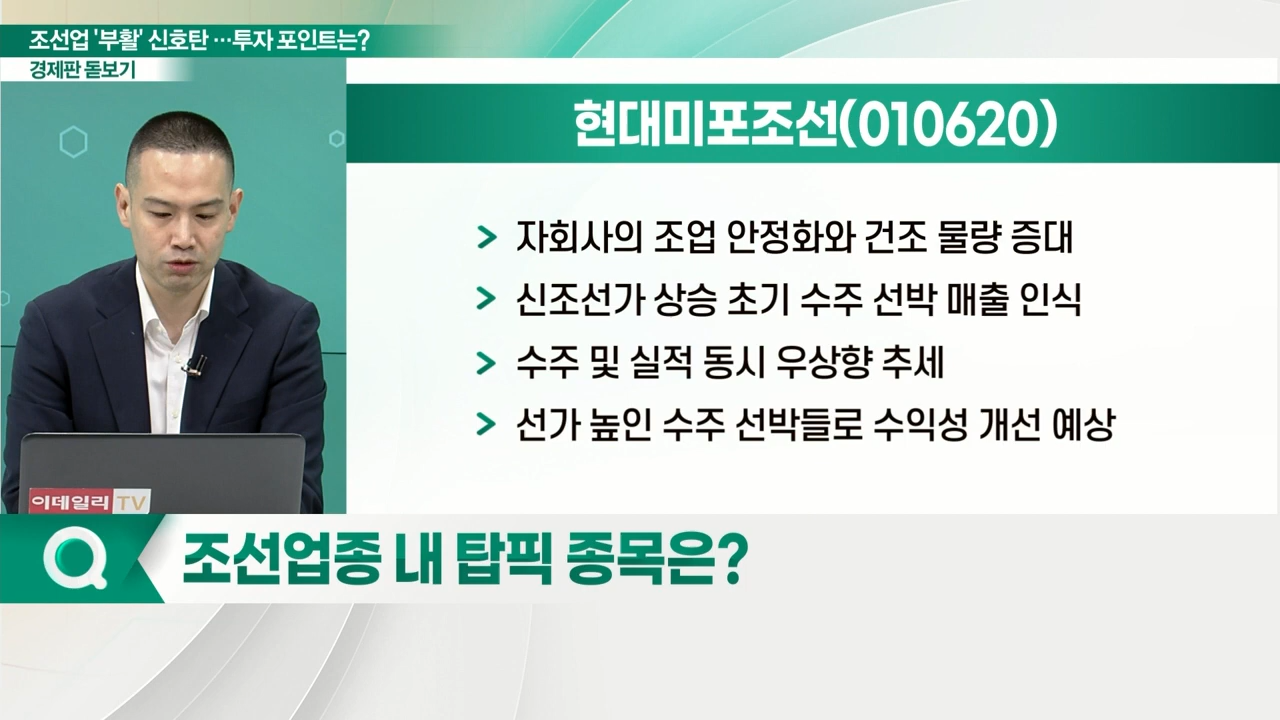 조선업 '부활' 신호탄 …투자 포인트는?
경제판 돋보기
현대미포조선(010620)
> 자회사의 조업 안정화와 건조 물량 증대
> 신조선가 상승 초기 수주 선박 매출 인식
> 수주 및 실적 동시 우상향 추세
> 선가 높인 수주 선박들로 수익성 개선 예상
이데일리 TV
Q 조선업종 내 탑픽 종목은?